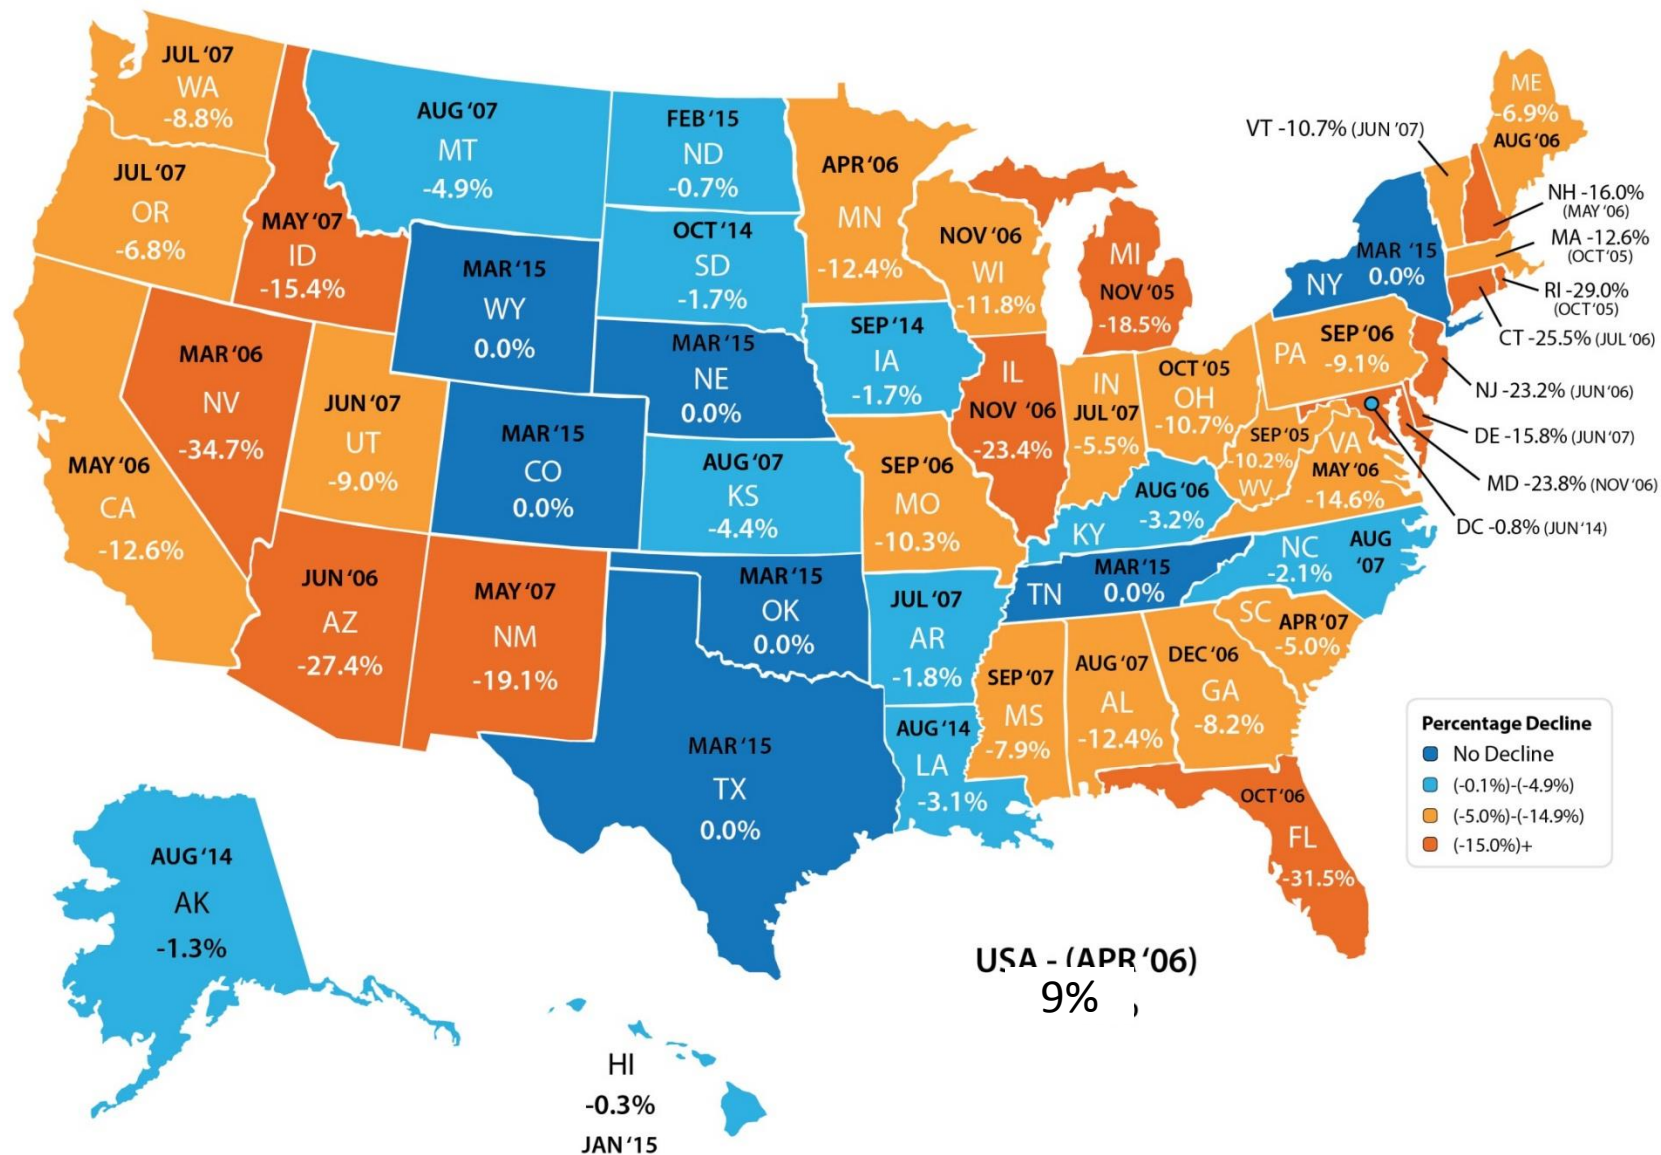 JUL ‘07
WA
-8.8%
JUL ‘07
OR
-6.8%
MAY ‘07
ID
-15.4%
AUG ‘07
MT
-4.9%
FEB ‘15
ND
-0.7%
OCT ‘14
SD
-1.7%
APR ‘06
MN
-12.4%
NOV ‘06
WI
-11.8%
MI
NOV ‘05
-18.5%
MAR ‘15
WY
0.0%
MAR ‘15
NE
0.0%
SEP ‘14
IA
-1.7%
IL
NOV ‘06
-23.4%
IN
JUL ‘07
-5.5%
OCT ‘05
OH
-10.7%
SEP ‘06
PA
-9.1%
MAR ‘15
NY
0.0%
ME
-6.9%
AUG ‘06
VT -10.7% (JUN ‘07)
NH -16.0%
(MAY ‘06)
MA -12.6%
(OCT‘05)
RI -29.0%
(OCT‘05)
CT -25.5% (JUL ‘06)
NJ -23.2% (JUN ‘06)
DE -15.8% (JUN ‘07)
MD -23.8% (NOV ‘06)
DC -0.8% (JUN ‘14)
MAR ‘06
NV
-34.7%
MAY ‘06
CA
-12.6%
JUN ‘07
UT
-9.0%
MAR ‘15
CO
0.0%
AUG ‘07
KS
-4.4%
SEP ‘06
MO
-10.3%
AUG ‘06
KY
-3.2%
SEP ‘05
-10.2%
WV
VA
MAY ‘06
-14.6%
JUN ‘06
AZ
-27.4%
MAY ‘07
NM
-19.1%
MAR ‘15
OK
0.0%
JUL ‘07
AR
-1.8%
MAR ‘15
TN
0.0%
NC
-2.1%
AUG
‘07
SC
APR ‘07
-5.0%
MAR ‘15
TX
0.0%
AUG ‘14
LA
-3.1%
SEP ‘07
MS
-7.9%
AUG ‘07
AL
-12.4%
DEC ‘06
GA
-8.2%
OCT ‘06
FL
-31.5%
Percentage Decline
No Decline
(-0.1%)-(-4.9%)
(-5.0%)-(-14.9%)
(-15.0%)+
AUG ‘14
AK
-1.3%
HI
-0.3%
JAN ‘15
USA - (APR ‘06)
9%